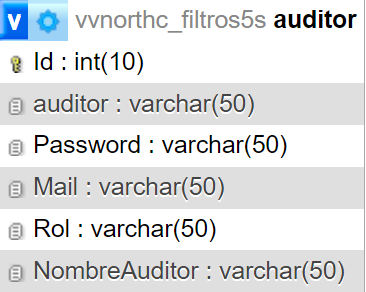 v vvnorthc_filtros5s auditor
Id : int(10)
auditor : varchar(50)
Password : varchar(50)
Mail : varchar(50)
Rol : varchar(50)
NombreAuditor : varchar(50)